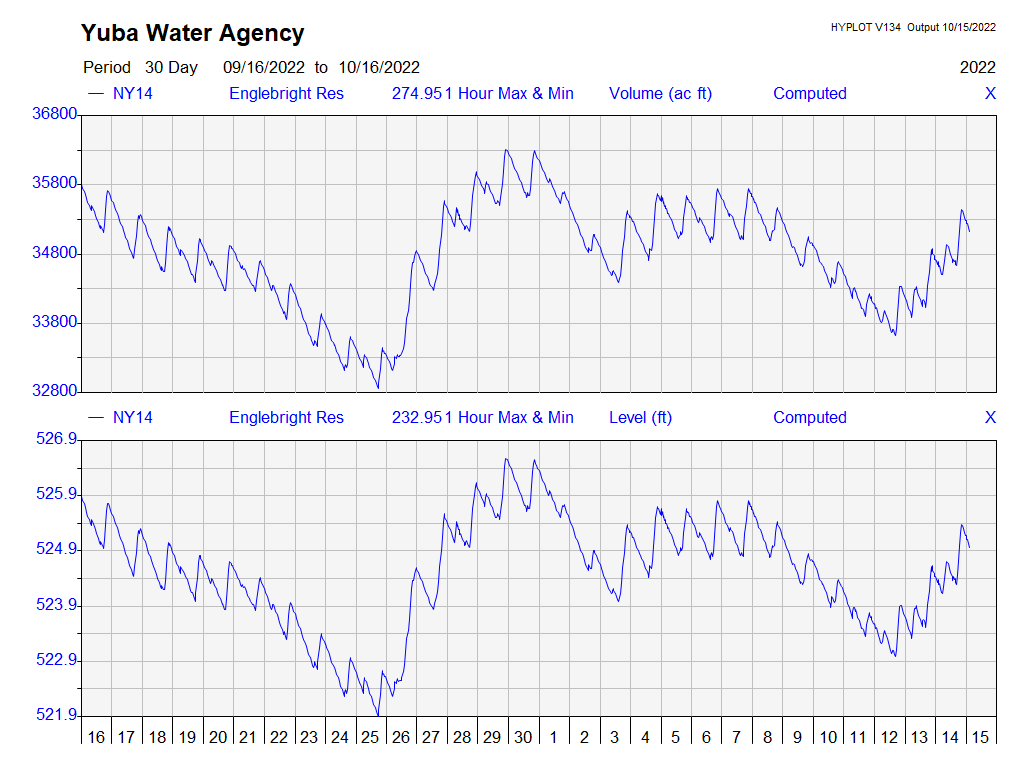 Yuba Water Agency
HYPLOT V134 Output 10/15/2022
Period 30 Day 09/16/2022 to 10/16/2022 2022
NY14 Englebright Res 274.951 Hour Max & Min Volume (ac ft) Computed X
36800
35800
34800
33800
32800
NY14 Englebright Res 232.951 Hour Max & Min Level (ft) Computed X
526.9
525.9
524.9
523.9
522.9
521.9
16 17 18 19 20 21 22 23 24 25 26 27 28 29 30 1 2 3 4 5 6 7 8 9 10 11 12 13 14 15